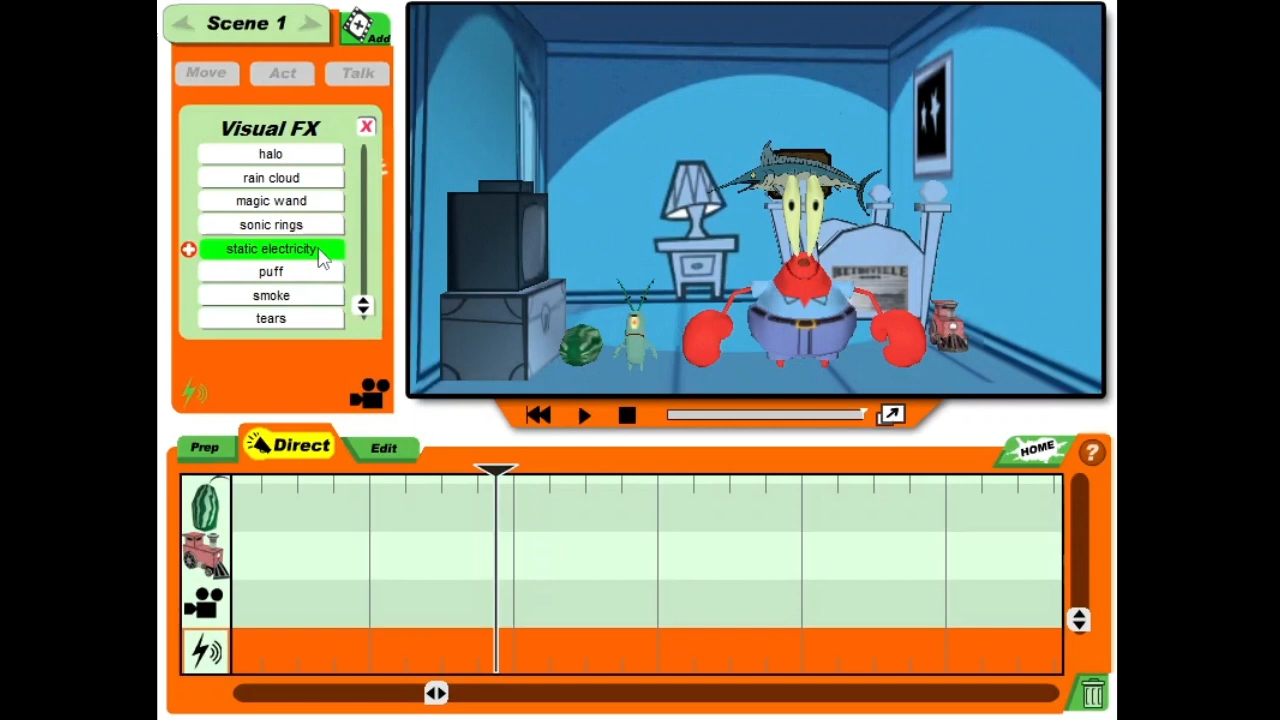 Scene 1
Add
Move
Act
Talk
Visual FX
X
halo
rain cloud
magic wand
sonic rings
static electricity
puff
smoke
tears
RETROVILLE
Prep
Direct
Edit
HOME
?